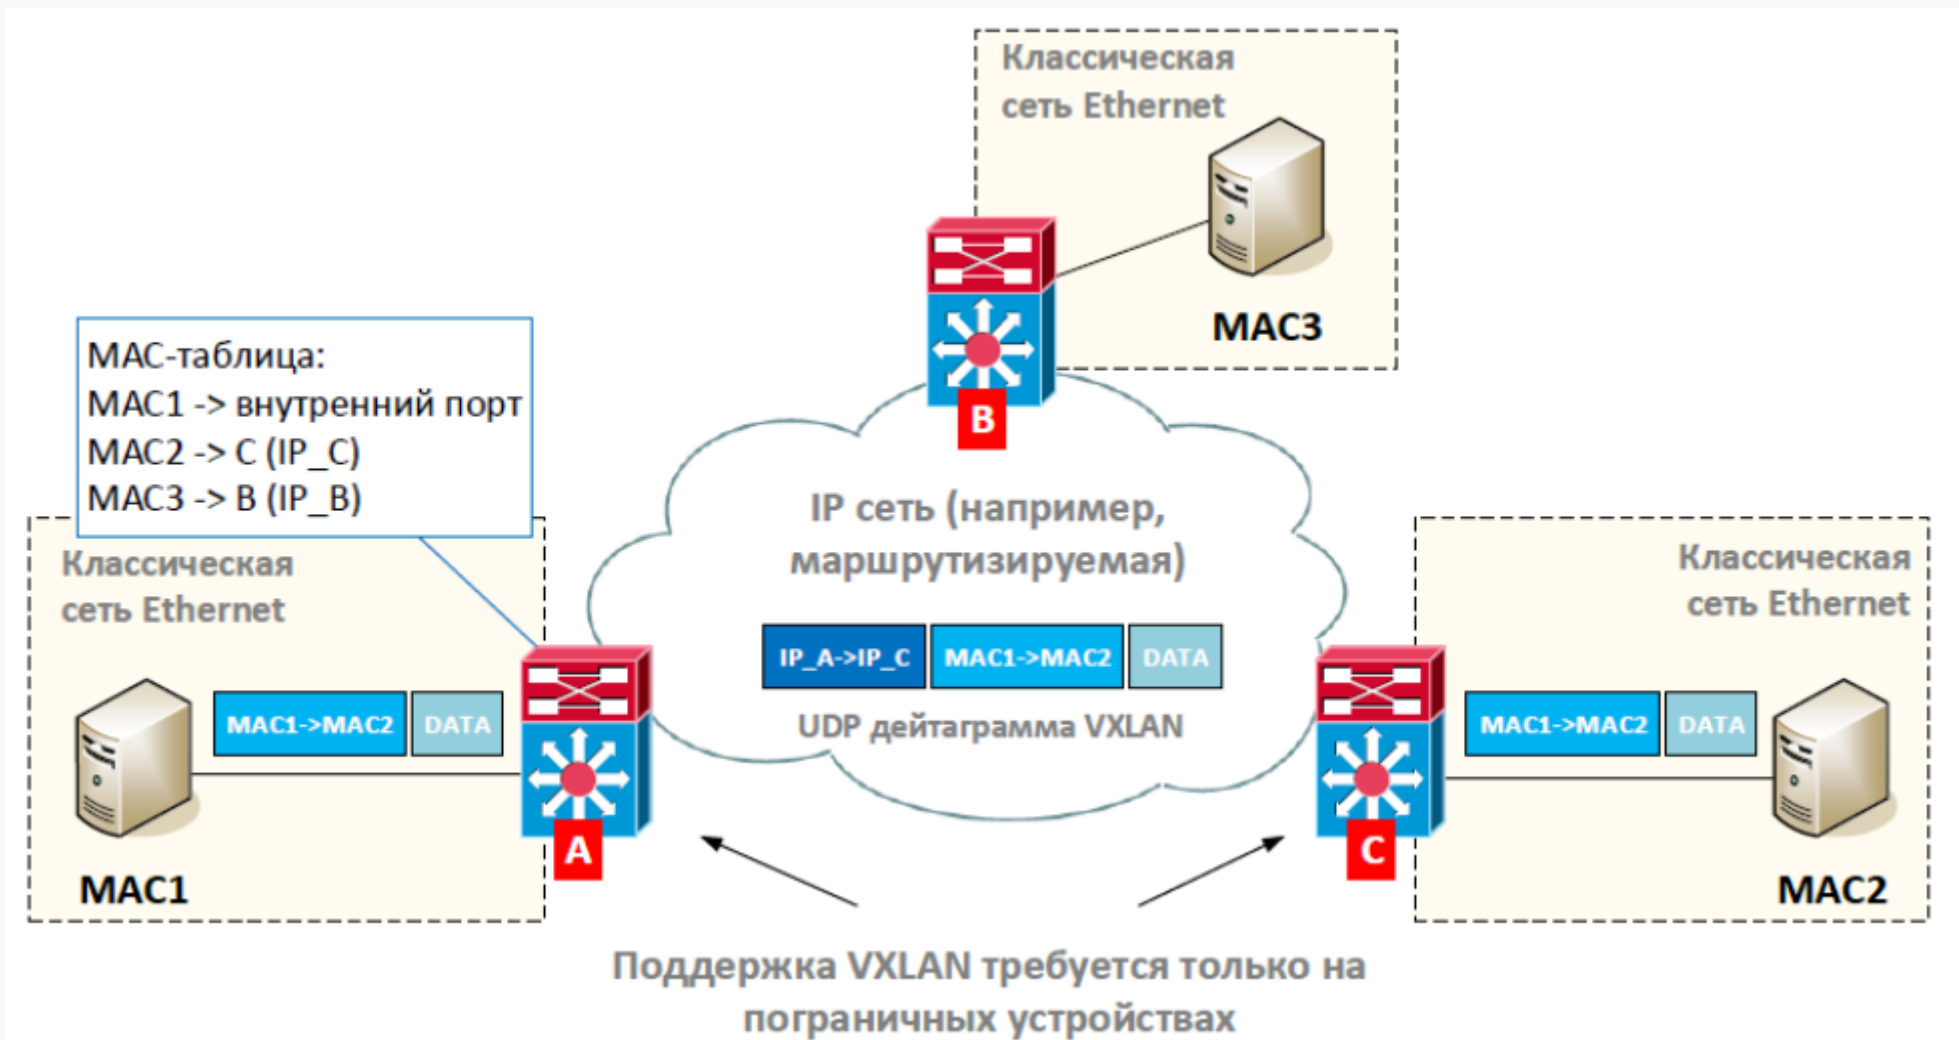 Классическая
сеть Ethernet
MAC3
B
MAC-таблица:
MAC1 -> внутренний порт
MAC2 -> C (IP_C)
MAC3 -> B (IP_B)
Классическая
сеть Ethernet
MAC1->MAC2 DATA
MAC1
A
IP сеть (например,
маршрутизируемая)
IP_A->IP_C MAC1->MAC2 DATA
UDP дейтаграмма VXLAN
Классическая
сеть Ethernet
MAC1->MAC2 DATA
C
MAC2
Поддержка VXLAN требуется только на
пограничных устройствах